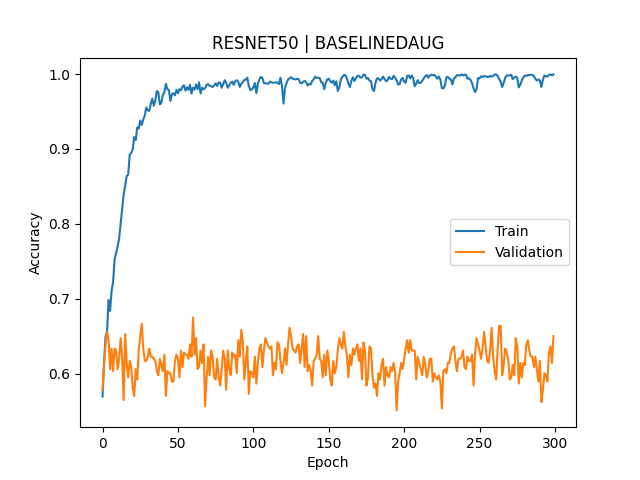 RESNET50 | BASELINEDAUG
1.0
0.9
0.8
0.7
0.6
Accuracy
Train
Validation
0 50 100 150 200 250 300
Epoch